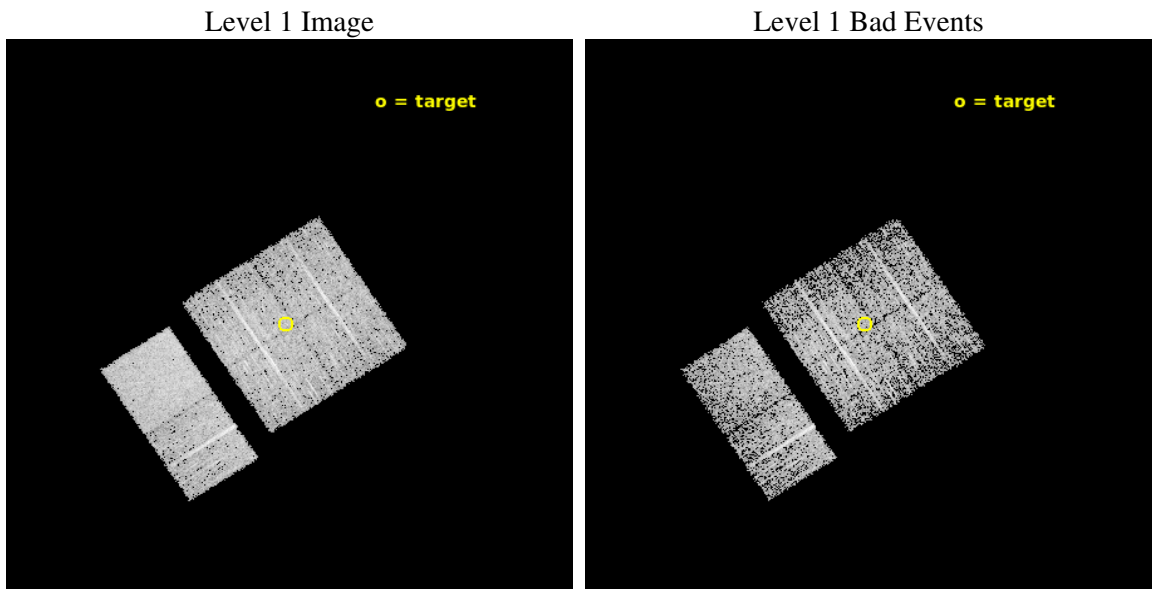 Level 1 Image
Level 1 Bad Events
o = target
o = target